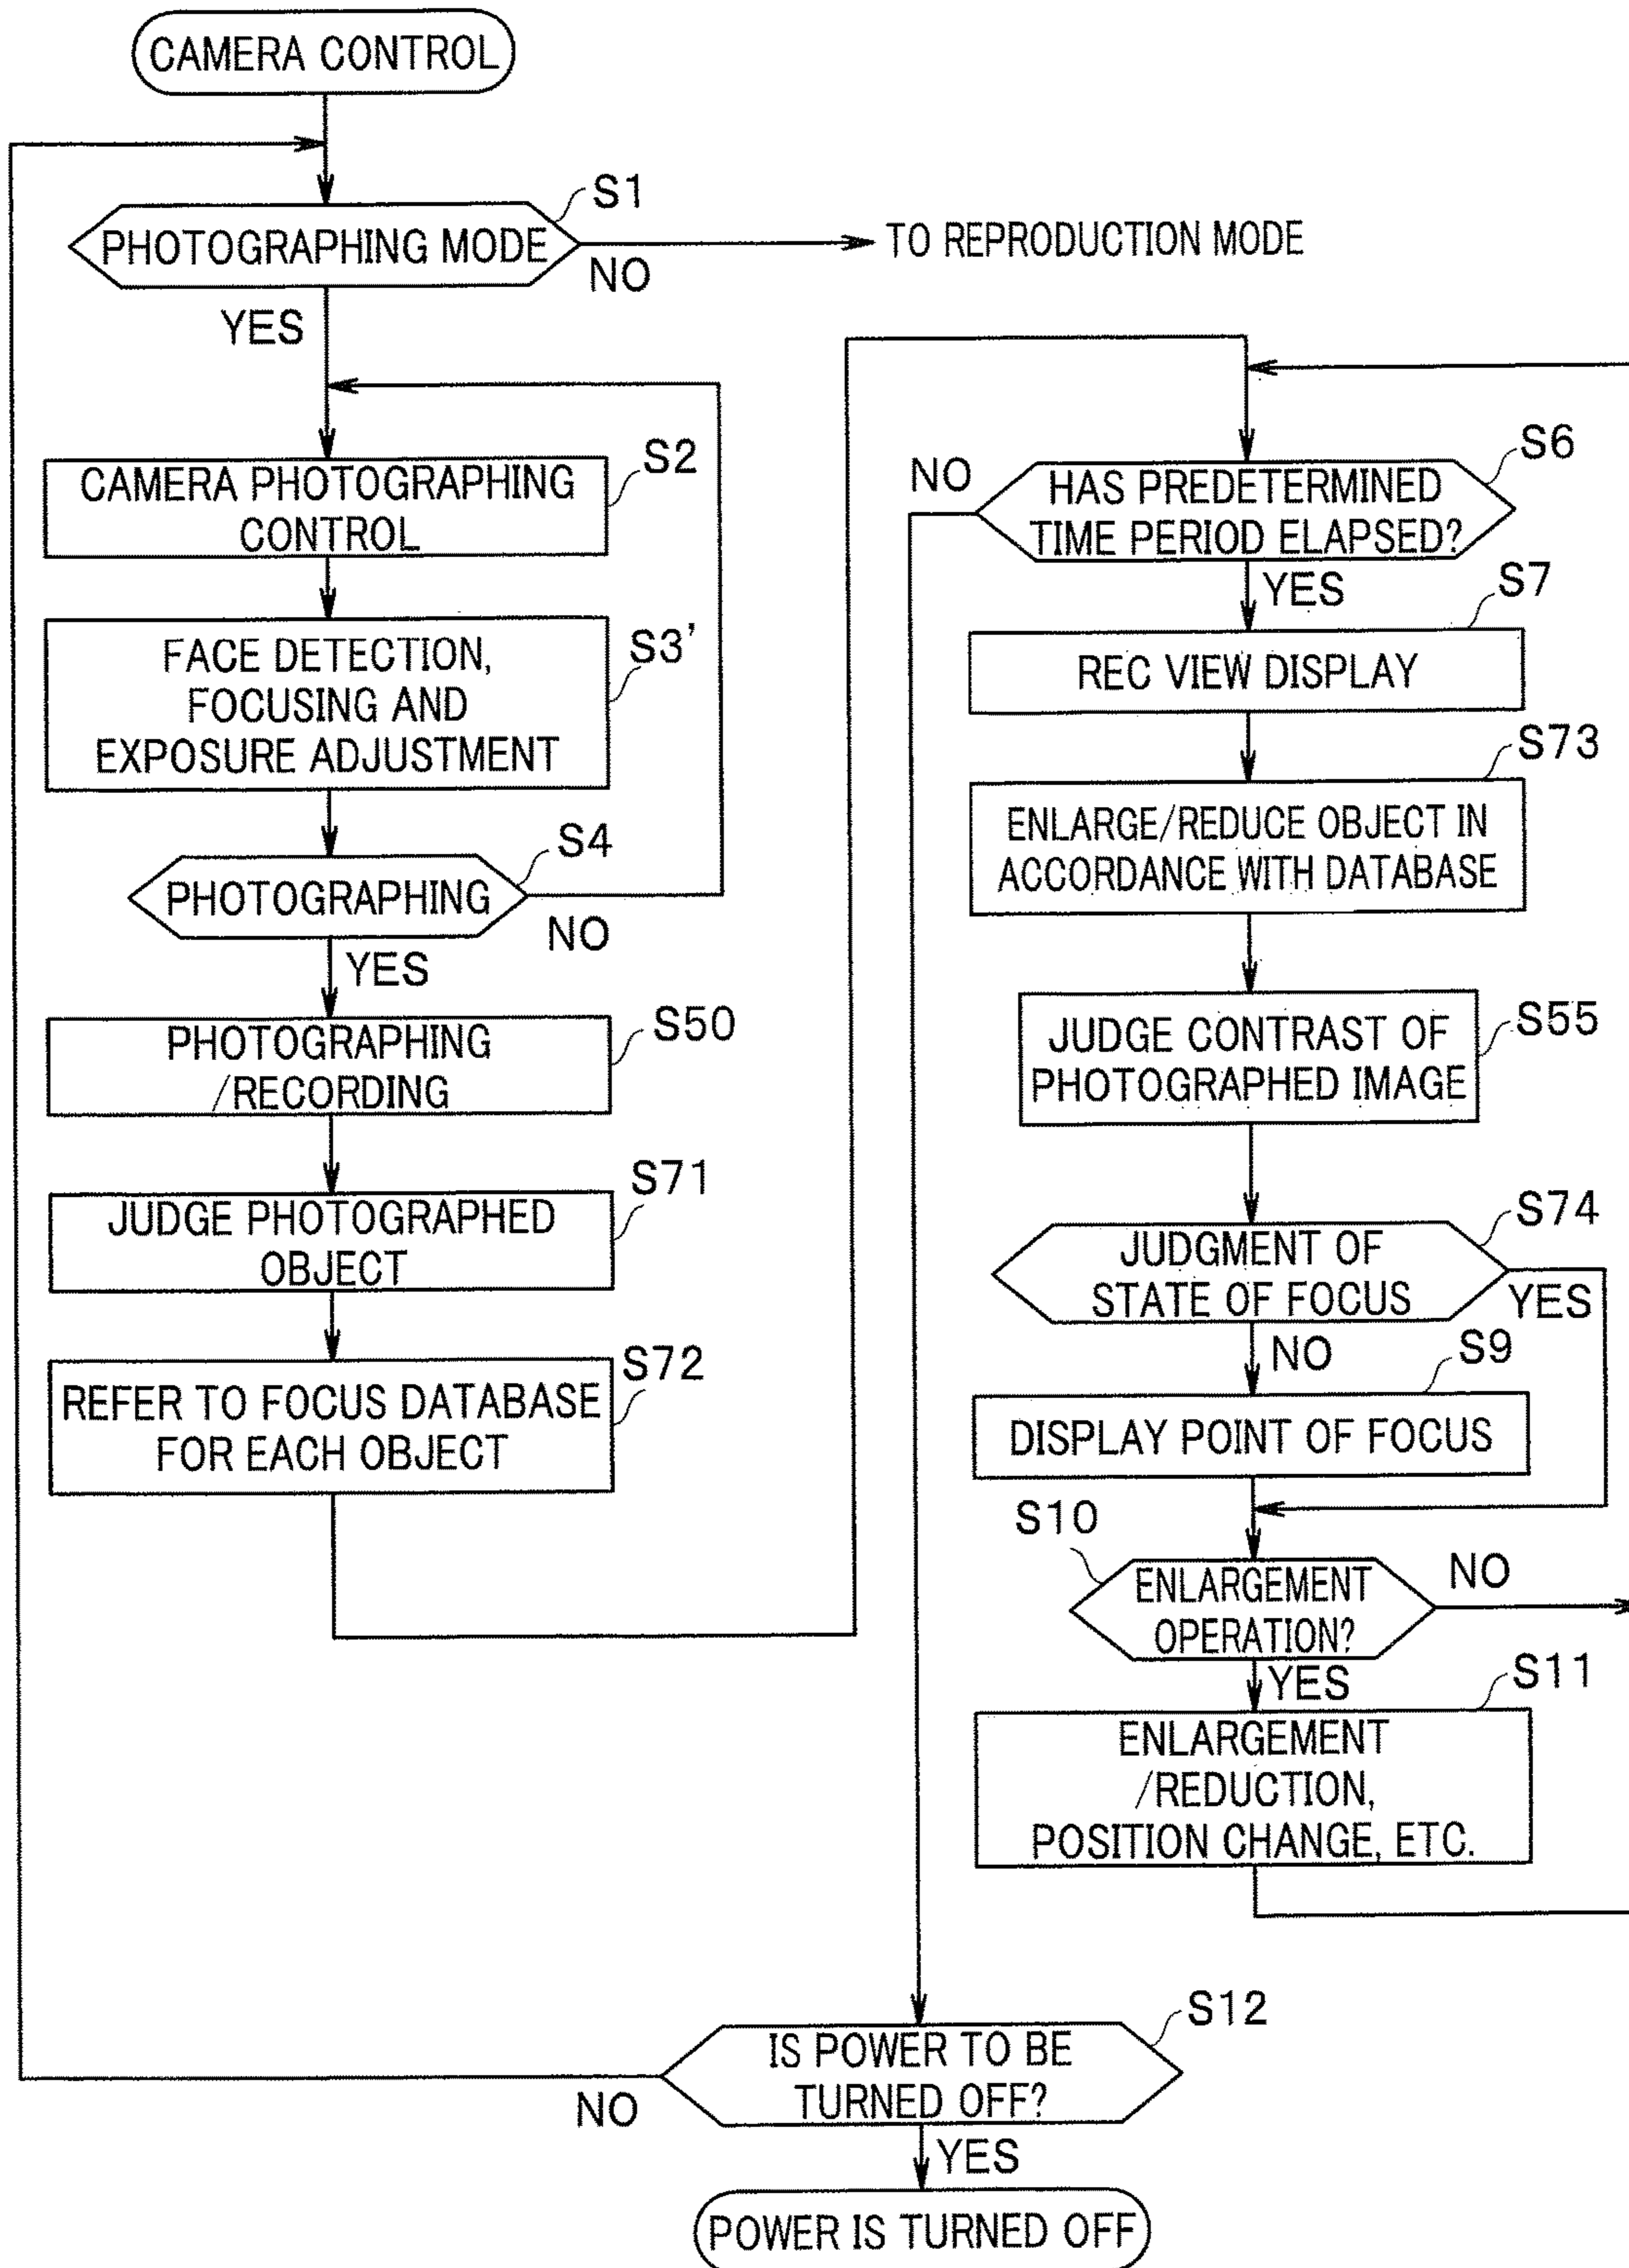 CAMERA CONTROL
S1
PHOTOGRAPHING MODE
NO
TO REPRODUCTION MODE
YES
S2
CAMERA PHOTOGRAPHING
CONTROL
S3’
FACE DETECTION,
FOCUSING AND
EXPOSURE ADJUSTMENT
S4
PHOTOGRAPHING
NO
YES
S50
PHOTOGRAPHING
/RECORDING
S71
JUDGE PHOTOGRAPHED
OBJECT
S72
REFER TO FOCUS DATABASE
FOR EACH OBJECT
S6
NO
HAS PREDETERMINED
TIME PERIOD ELAPSED?
YES
S7
REC VIEW DISPLAY
S73
ENLARGE/REDUCE OBJECT IN
ACCORDANCE WITH DATABASE
S55
JUDGE CONTRAST OF
PHOTOGRAPHED IMAGE
S74
JUDGMENT OF
STATE OF FOCUS
YES
NO
S9
DISPLAY POINT OF FOCUS
S10
ENLARGEMENT
OPERATION?
NO
YES
S11
ENLARGEMENT
/REDUCTION,
POSITION CHANGE, ETC.
S12
IS POWER TO BE
TURNED OFF?
NO
YES
POWER IS TURNED OFF